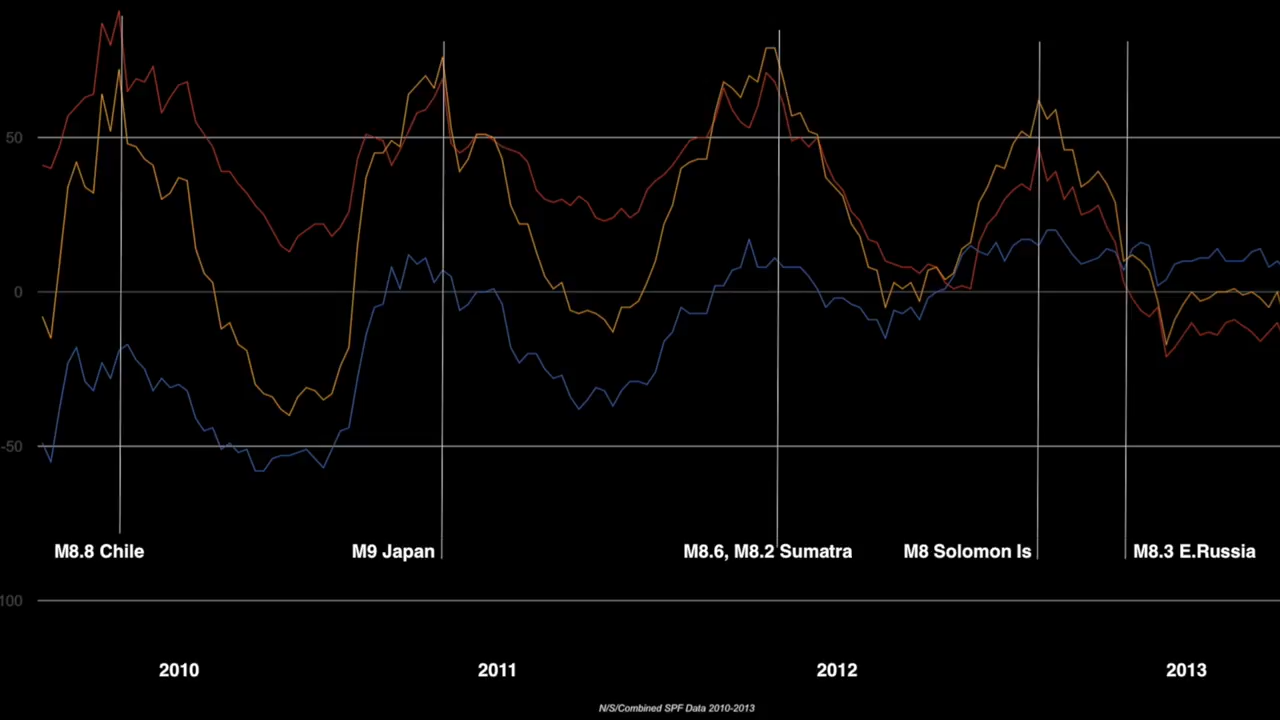 50
0
-50
M8.8 Chile
M9 Japan
M8.6, M8.2 Sumatra
M8 Solomon Is
M8.3 E.Russia
100
2010
2011
2012
2013
N/S/Combined SPF Data 2010-2013